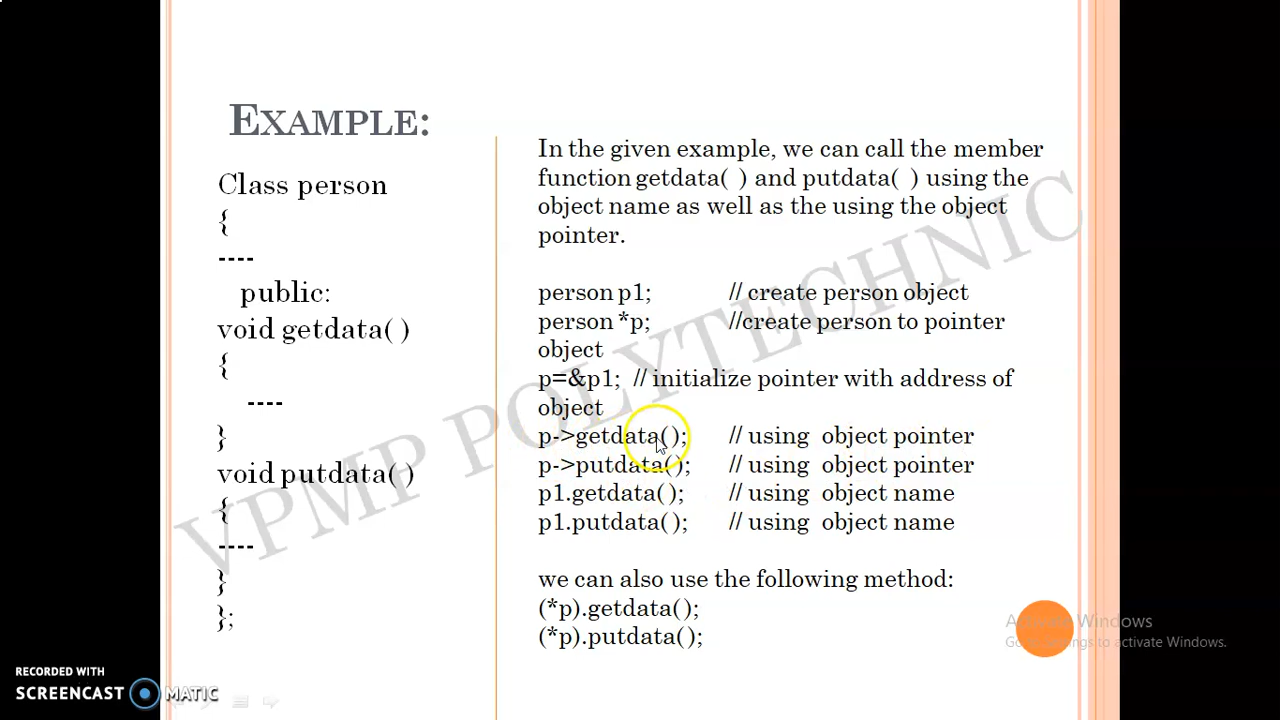 EXAMPLE:
Class person
{
----
public:
void getdata( )
{
----
}
void putdata( )
{
----
}
};
In the given example, we can call the member
function getdata( ) and putdata( ) using the
object name as well as the using the object
pointer.
person p1; // create person object
person *p; //create person to pointer
object
p=&p1; // initialize pointer with address of
object
p->getdata( ); // using object pointer
p->putdata( ); // using object pointer
p1.getdata( ); // using object name
p1.putdata( ); // using object name
we can also use the following method:
(*p).getdata( );
(*p).putdata( );
VPMP POLYTECHNIC
Activate Windows
Go to Settings to activate Windows.
RECORDED WITH
SCREENCAST MATIC